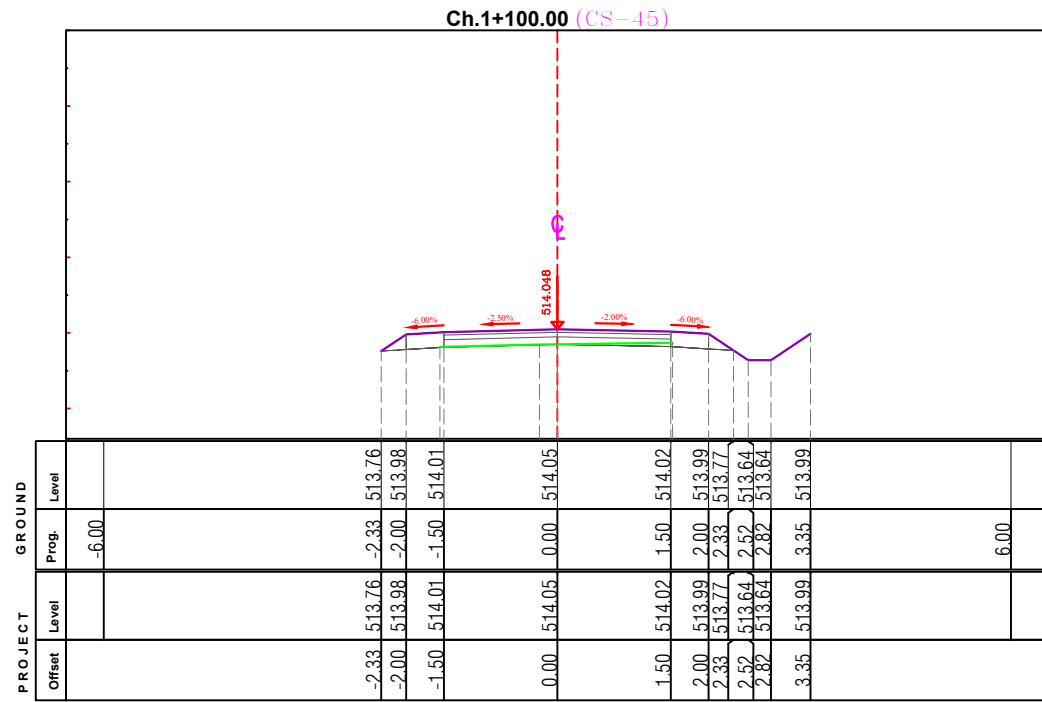 Ch.1+100.00 (CS-45)
℄
514.048
-6.00% -2.50% -2.00% -6.00%
GROUND
Level 513.76 513.98 514.01 514.05 514.02 513.99 513.77 513.64 513.64 513.99
Prog. -6.00 -2.33 -2.00 -1.50 0.00 1.50 2.00 2.33 2.52 2.82 3.35 6.00
PROJECT
Level 513.76 513.98 514.01 514.05 514.02 513.99 513.77 513.64 513.64 513.99
Offset -2.33 -2.00 -1.50 0.00 1.50 2.00 2.33 2.52 2.82 3.35